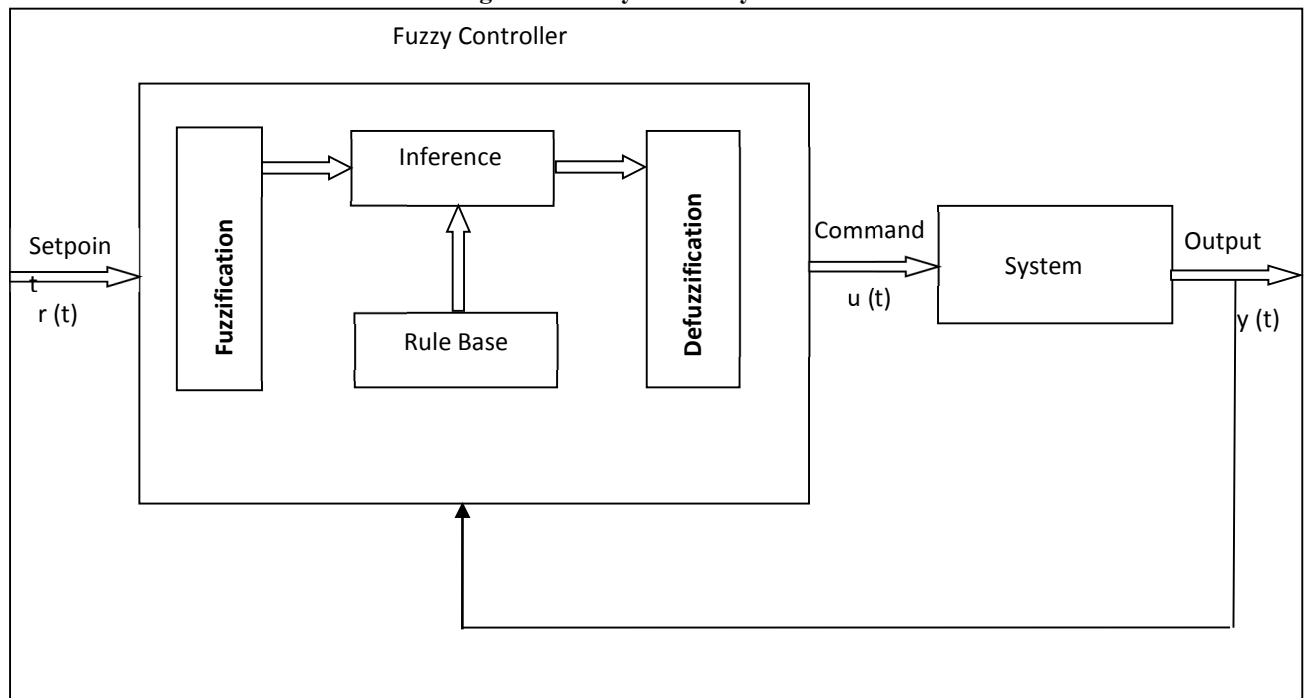 Fuzzy Controller
Setpoin
t
r (t)
Fuzzification
Inference
Rule Base
Defuzzification
Command
u (t)
System
Output
y (t)